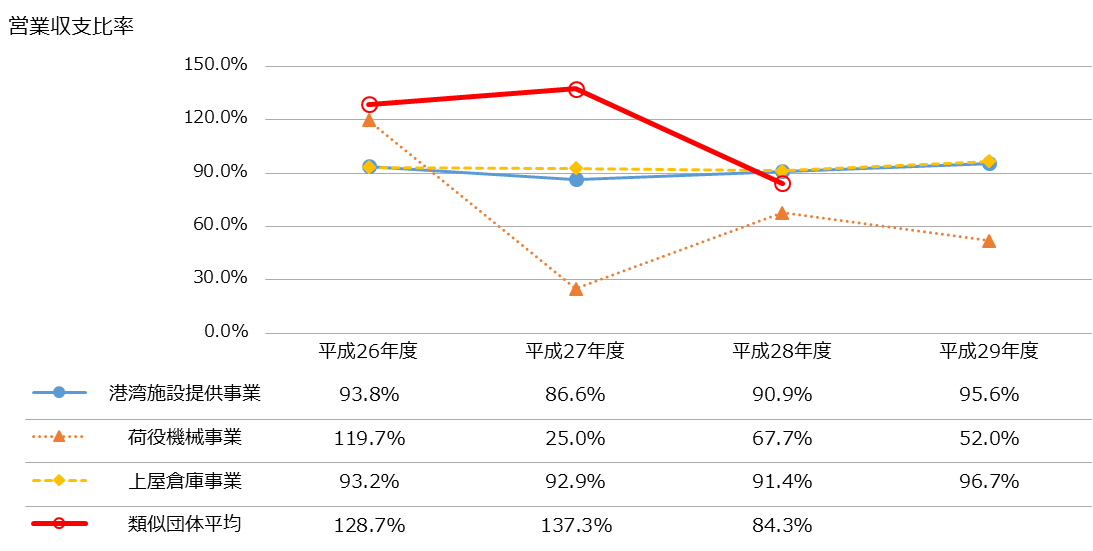 営業収支比率
150.0%
120.0%
90.0%
60.0%
30.0%
0.0%
平成26年度 平成27年度 平成28年度 平成29年度
港湾施設提供事業 93.8% 86.6% 90.9% 95.6%
荷役機械事業 119.7% 25.0% 67.7% 52.0%
上屋倉庫事業 93.2% 92.9% 91.4% 96.7%
類似団体平均 128.7% 137.3% 84.3%